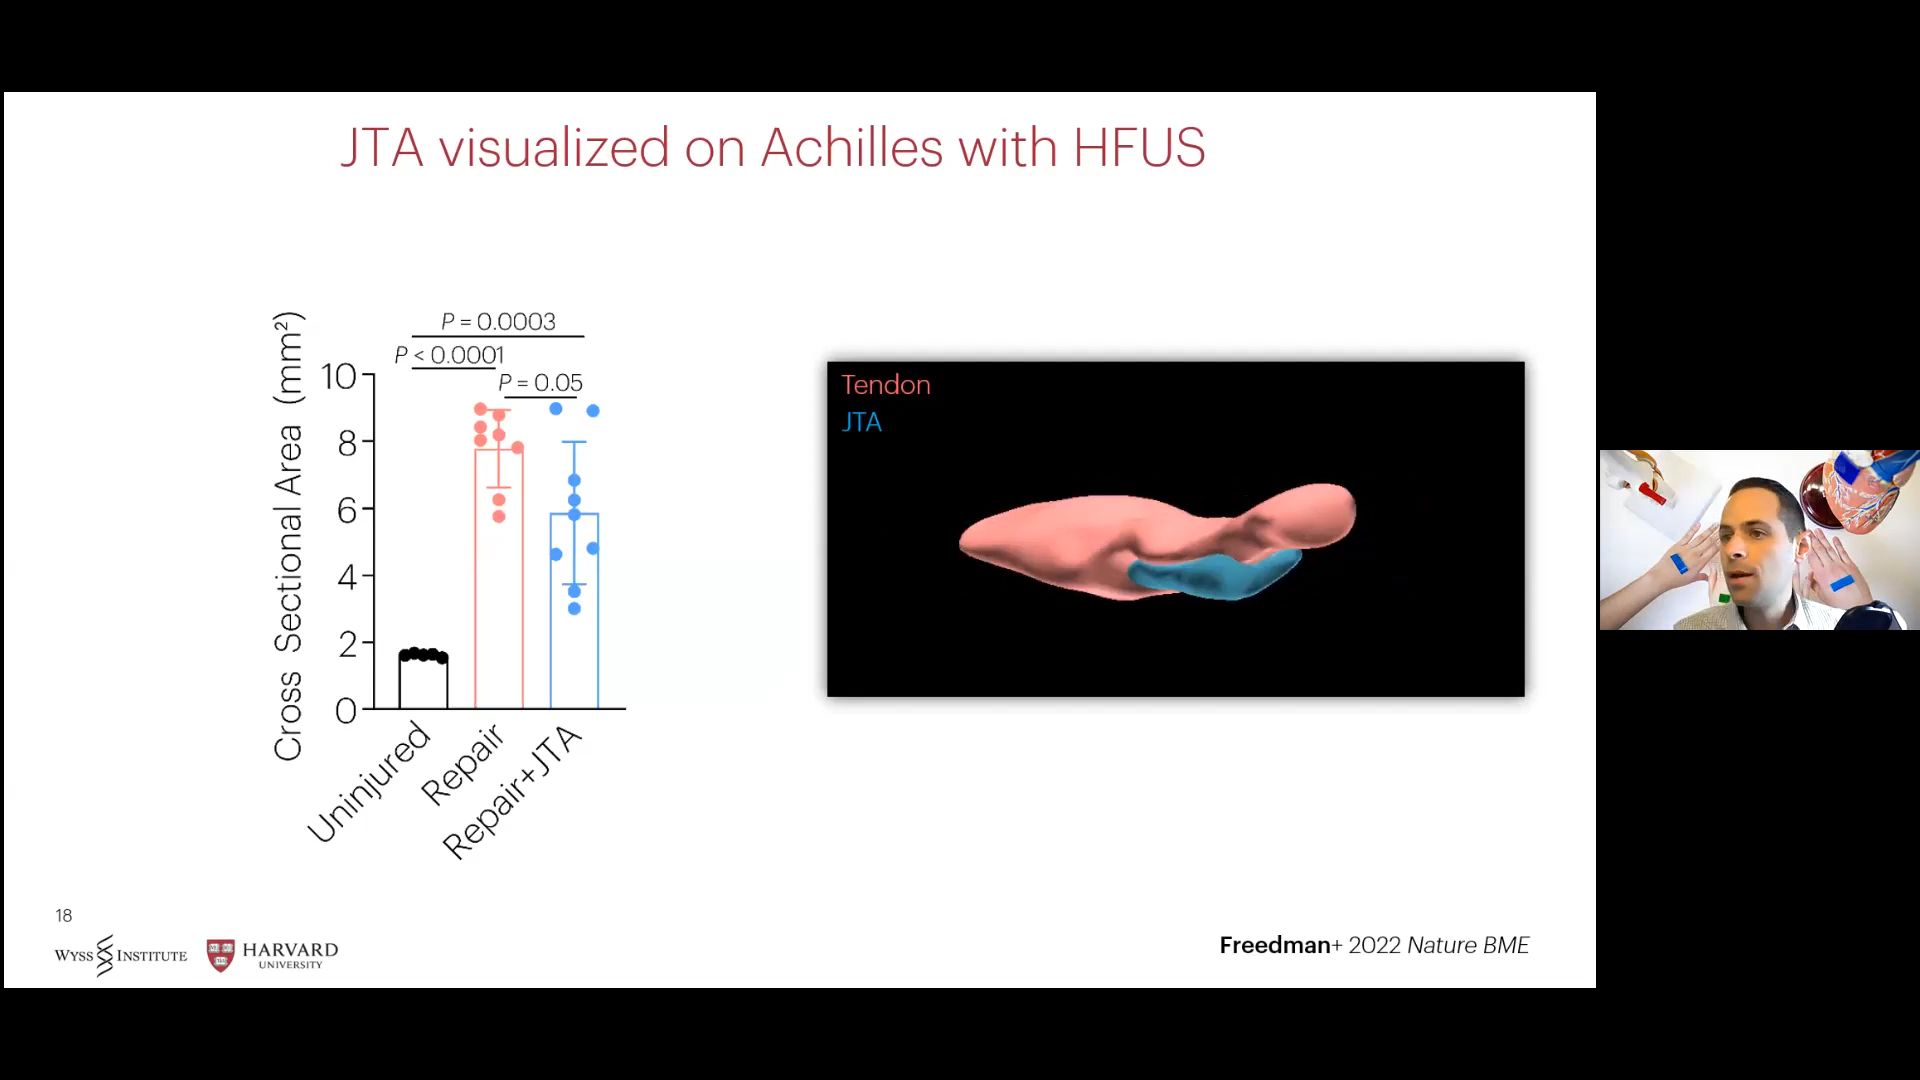 JTA visualized on Achilles with HFUS
Cross Sectional Area (mm²)
P = 0.0003
P < 0.0001
P = 0.05
10
8
6
4
2
0
Uninjured
Repair
Repair+JTA
Tendon
JTA
18
WYSS INSTITUTE
HARVARD
UNIVERSITY
Freedman+ 2022 Nature BME